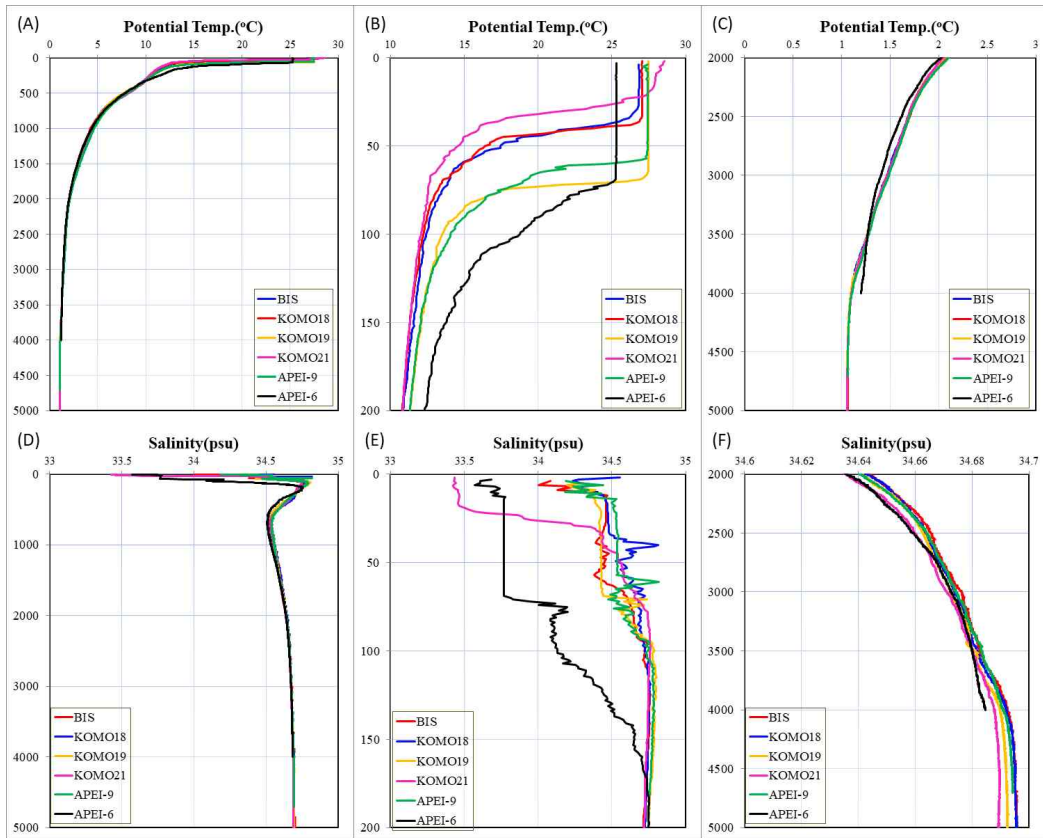 (A)
Potential Temp.(°C)
0 5 10 15 20 25 30
0
500
1000
1500
2000
3000
3500
4000
4000
5000
BIS
KOMO18
KOMO19
KOMO21
APEI-9
APEI-6
(B)
Potential Temp.(°C)
10 15 20 25 30
0
50
100
150
200
BIS
KOMO18
KOMO19
KOMO21
APEI-9
APEI-6
(C)
Potential Temp.(°C)
0 0.5 1 1.5 2 2.5 3
2000
2500
3000
3500
4000
4500
5000
BIS
KOMO18
KOMO19
KOMO21
APEI-9
APEI-6
(D)
Salinity(psu)
33 33.5 34 34.5 35
0
1000
2000
3000
4000
5000
BIS
KOMO18
KOMO19
KOMO21
APEI-9
APEI-6
(E)
Salinity(psu)
33 33.5 34 34.5 35
0
50
100
150
200
BIS
KOMO18
KOMO19
KOMO21
APEI-9
APEI-6
(F)
Salinity(psu)
34.6 34.62 34.64 34.66 34.68 34.7
2000
2500
3000
3500
4000
4500
5000
BIS
KOMO18
KOMO19
KOMO21
APEI-9
APEI-6